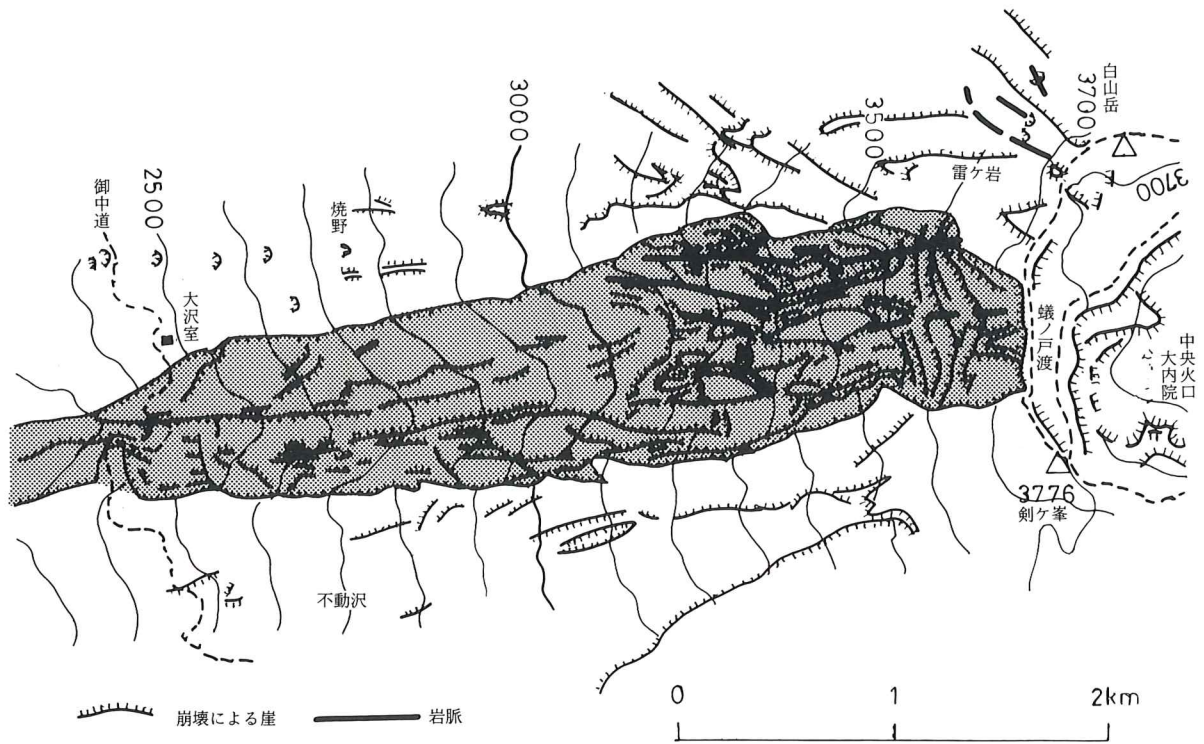 白山岳
3700
3500
3000
2500
3700
御中道
焼野
雷ケ岩
大沢室
蟻ノ戸渡
中央火口
大内院
3776
剣ケ峯
不動沢
0 1 2km
崩壊による崖
岩脈